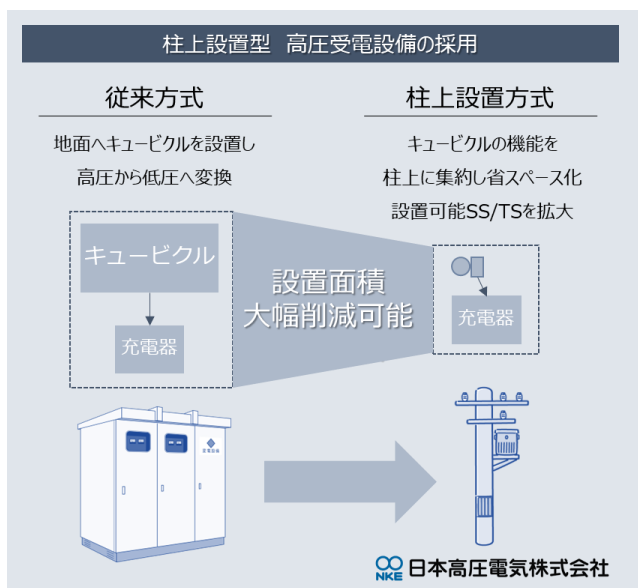 柱上設置型 高圧受電設備の採用
従来方式
地面へキュービクルを設置し
高圧から低圧へ変換
柱上設置方式
キュービクルの機能を
柱上に集約し省スペース化
設置可能SS/TSを拡大
キュービクル
充電器
設置面積
大幅削減可能
充電器
NKE
日本高圧電気株式会社